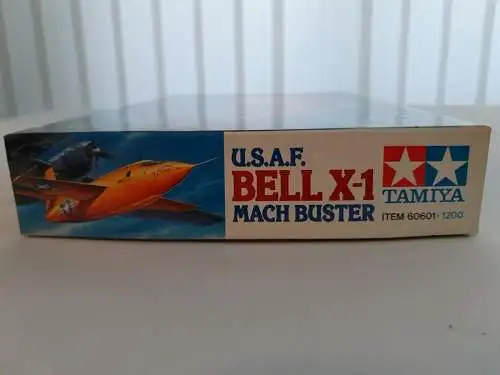 U.S.A.F.
BELL X-1
MACH BUSTER
TAMIYA
ITEM 60601・1200